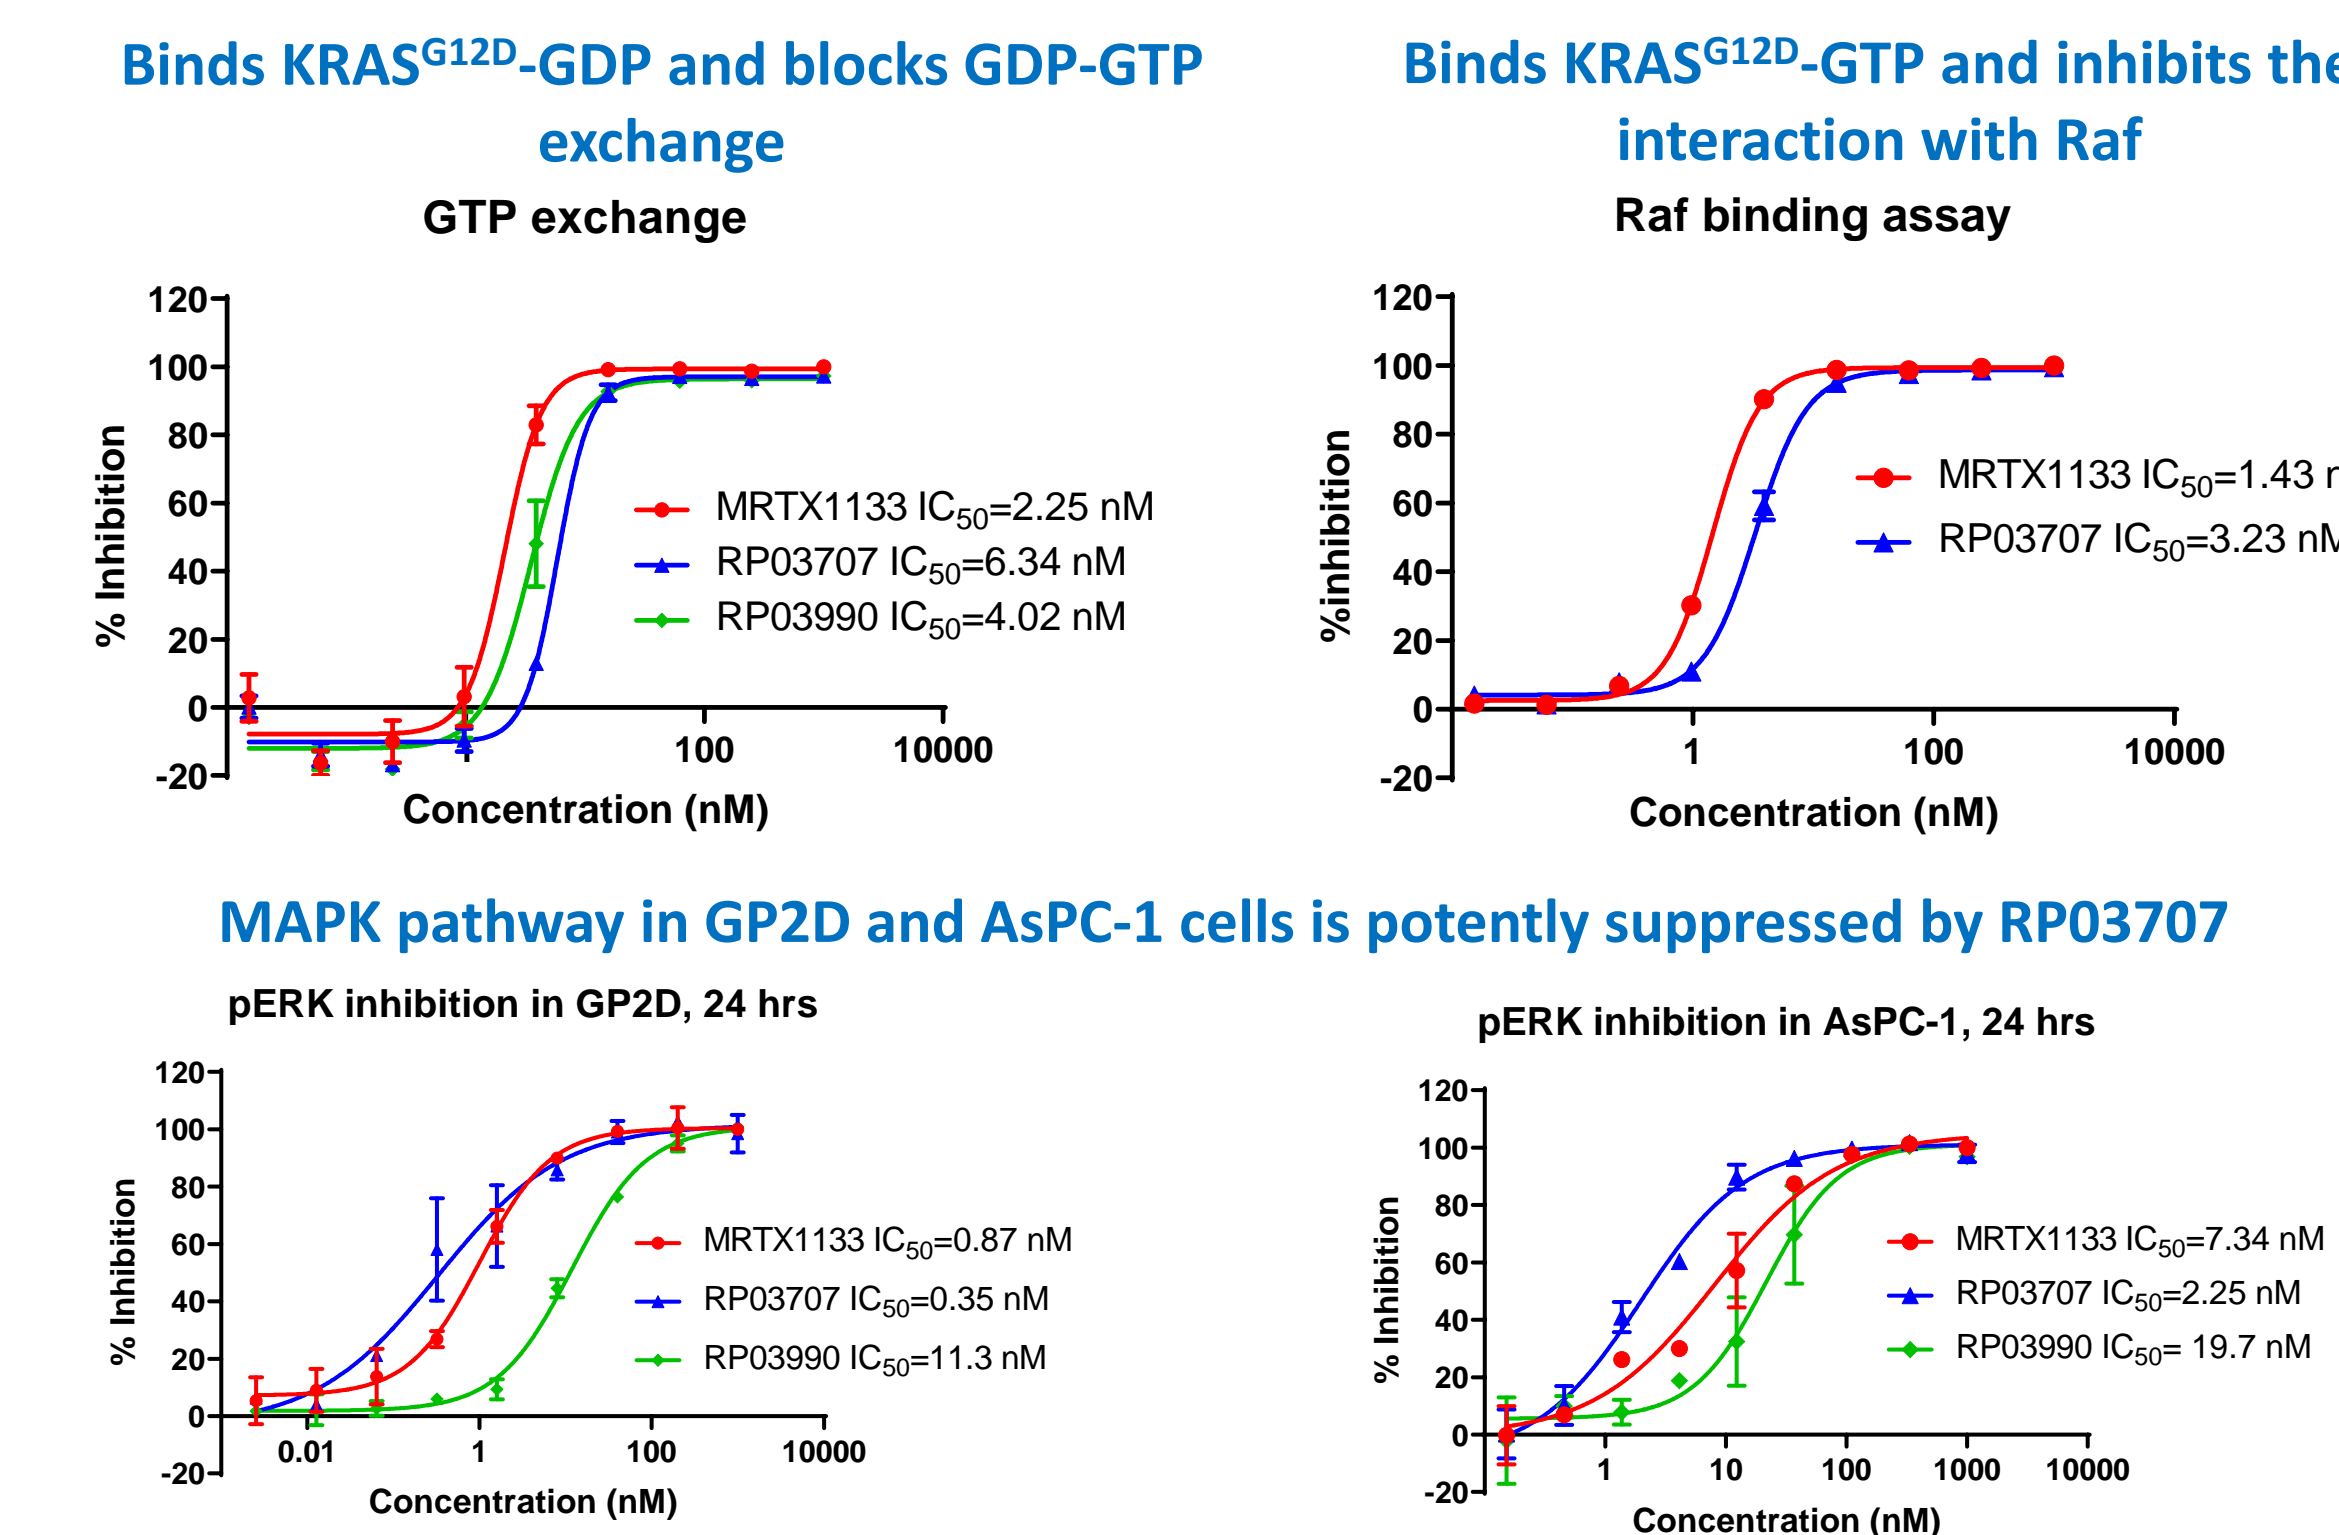 Binds KRASG12D-GDP and blocks GDP-GTP
exchange
Binds KRASG12D-GTP and inhibits the
interaction with Raf
GTP exchange
120
100
80
60
40
20
0
-20
% Inhibition
100
10000
Concentration (nM)
MRTX1133 IC50=2.25 nM
RP03707 IC50=6.34 nM
RP03990 IC50=4.02 nM
Raf binding assay
120
100
80
60
40
20
0
-20
%inhibition
1
100
10000
Concentration (nM)
MRTX1133 IC50=1.43 n
RP03707 IC50=3.23 nM
MAPK pathway in GP2D and AsPC-1 cells is potently suppressed by RP03707
pERK inhibition in GP2D, 24 hrs
120
100
80
60
40
20
0
-20
% Inhibition
0.01
1
100
10000
Concentration (nM)
MRTX1133 IC50=0.87 nM
RP03707 IC50=0.35 nM
RP03990 IC50=11.3 nM
pERK inhibition in AsPC-1, 24 hrs
120
100
80
60
40
20
0
-20
% Inhibition
1
10
100
1000
10000
Concentration (nM)
MRTX1133 IC50=7.34 nM
RP03707 IC50=2.25 nM
RP03990 IC50= 19.7 nM